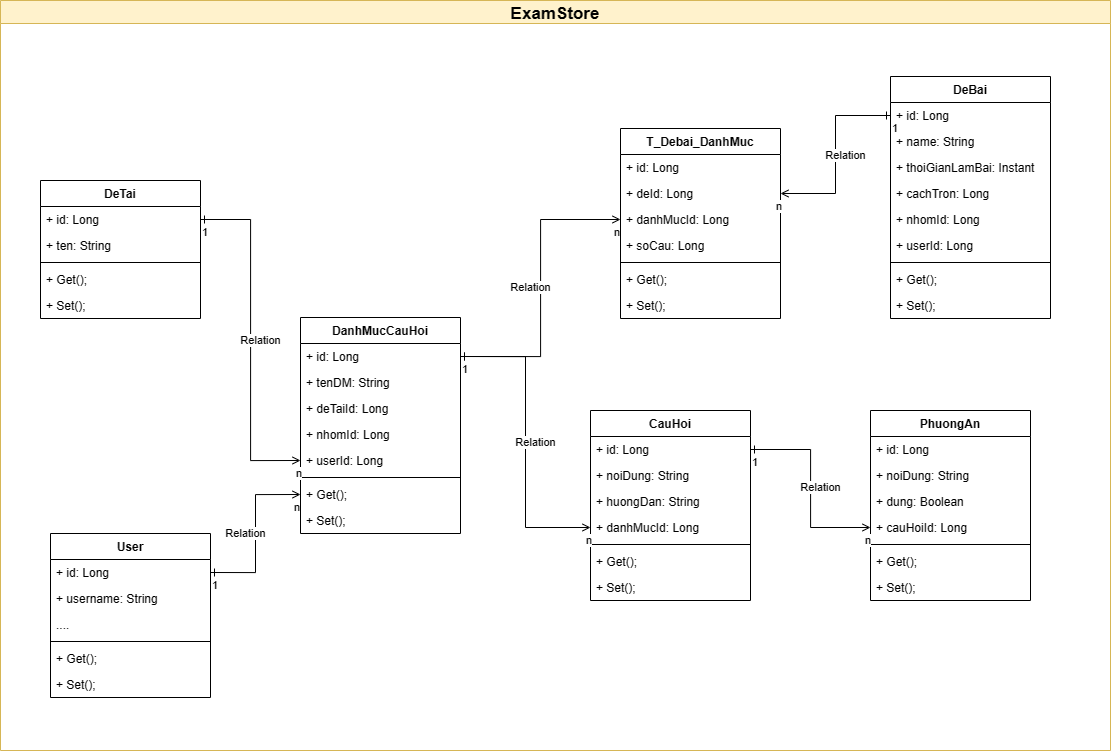 ExamStore
DeTai
+ id: Long
+ ten: String
+ Get();
+ Set();
1
Relation
n
User
+ id: Long
+ username: String
....
+ Get();
+ Set();
1
Relation
n
DanhMucCauHoi
+ id: Long
+ tenDM: String
+ deTaiId: Long
+ nhomId: Long
+ userId: Long
+ Get();
+ Set();
1
Relation
n
Relation
n
T_Debai_DanhMuc
+ id: Long
+ deId: Long
+ danhMucId: Long
+ soCau: Long
+ Get();
+ Set();
n
Relation
1
DeBai
+ id: Long
+ name: String
+ thoiGianLamBai: Instant
+ cachTron: Long
+ nhomId: Long
+ userId: Long
+ Get();
+ Set();
CauHoi
+ id: Long
+ noiDung: String
+ huongDan: String
+ danhMucId: Long
+ Get();
+ Set();
1
Relation
n
PhuongAn
+ id: Long
+ noiDung: String
+ dung: Boolean
+ cauHoiId: Long
+ Get();
+ Set();